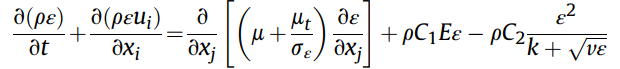 ∂(ρε)/∂t + ∂(ρεu_i)/∂x_i = ∂/∂x_j [(μ + μ_t/σ_ε) ∂ε/∂x_j] + ρC_1Eε − ρC_2 ε²/(k + √(νε))